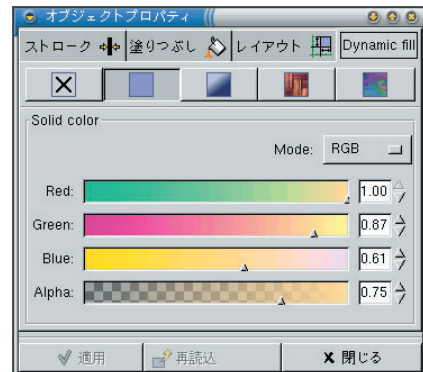 オブジェクトプロパティ
ストローク 塗りつぶし レイアウト Dynamic fill
Solid color
Mode: RGB
Red: 1.00
Green: 0.87
Blue: 0.61
Alpha: 0.75
適用 再読込 閉じる